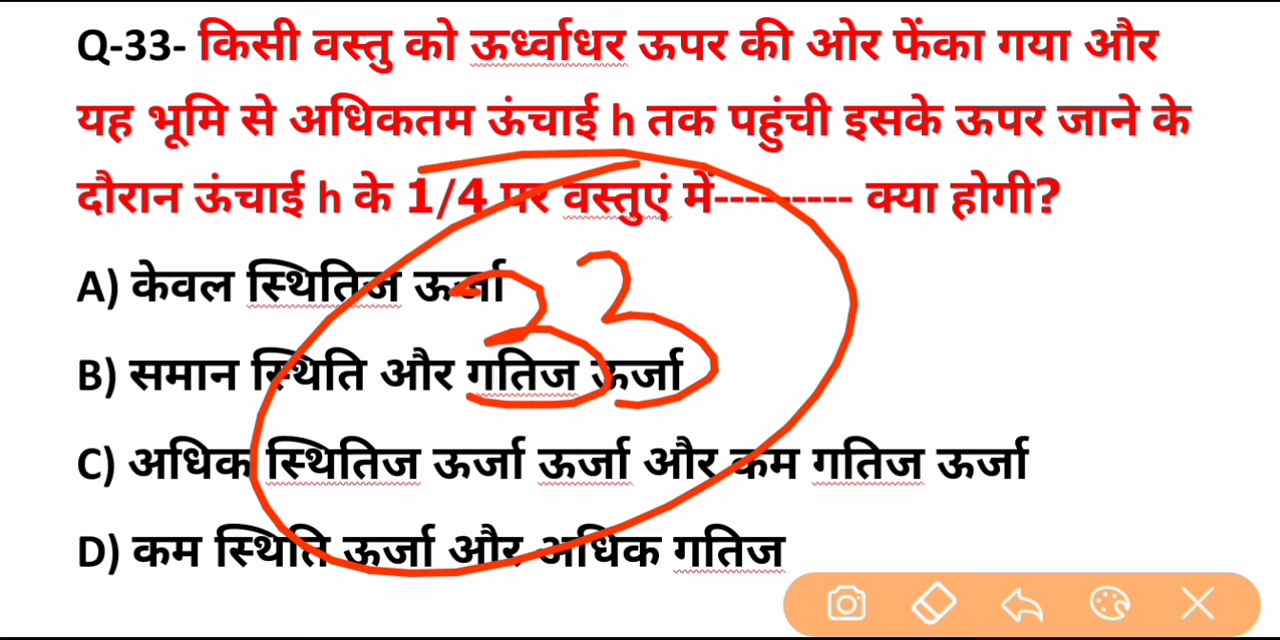 Q-33- किसी वस्तु को ऊर्ध्वाधर ऊपर की ओर फेंका गया और
यह भूमि से अधिकतम ऊंचाई h तक पहुंची इसके ऊपर जाने के
दौरान ऊंचाई h के 1/4 पर वस्तुएं में---------- क्या होगी?
A) केवल स्थितिज ऊर्जा
33
B) समान स्थिति और गतिज ऊर्जा
C) अधिक स्थितिज ऊर्जा ऊर्जा और कम गतिज ऊर्जा
D) कम स्थिति ऊर्जा और अधिक गतिज